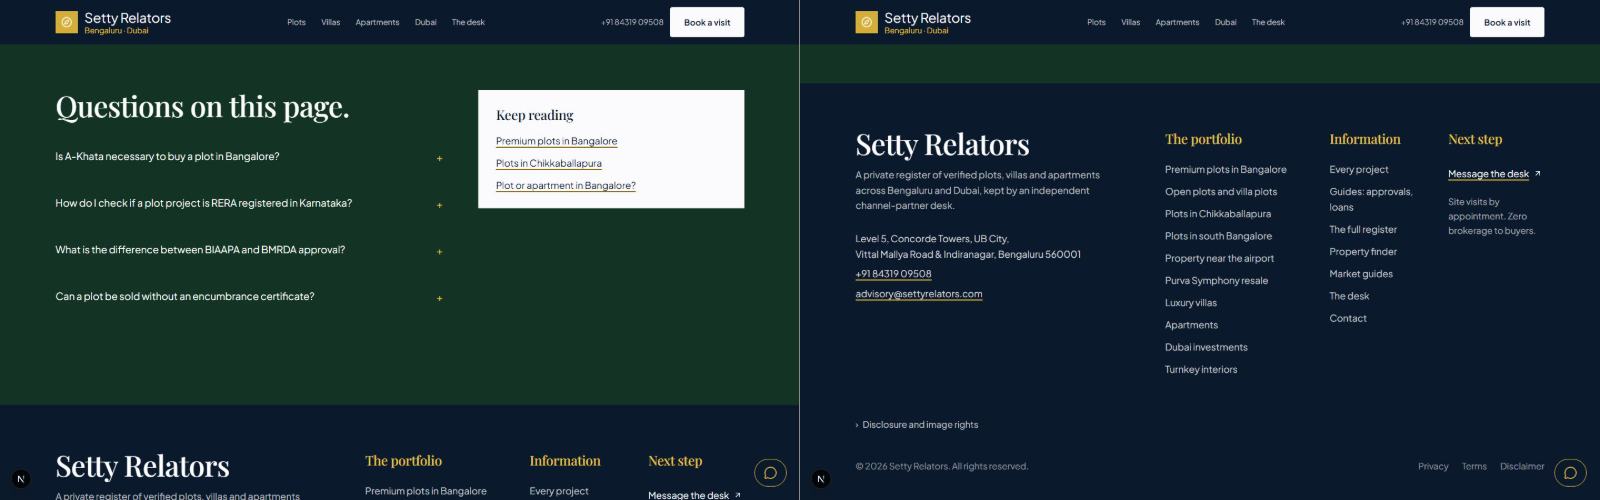 Setty Relators
Bengaluru · Dubai
Plots Villas Apartments Dubai The desk
+91 84319 09508
Book a visit
Questions on this page.
Is A-Khata necessary to buy a plot in Bangalore? +
How do I check if a plot project is RERA registered in Karnataka? +
What is the difference between BIAAPA and BMRDA approval? +
Can a plot be sold without an encumbrance certificate? +
Keep reading
Premium plots in Bangalore
Plots in Chikkaballapura
Plot or apartment in Bangalore?
Setty Relators
A private register of verified plots, villas and apartments
The portfolio
Premium plots in Bangalore
Information
Every project
Next step
Message the desk ↗
N
Setty Relators
Bengaluru · Dubai
Plots Villas Apartments Dubai The desk
+91 84319 09508
Book a visit
Setty Relators
A private register of verified plots, villas and apartments
across Bengaluru and Dubai, kept by an independent
channel-partner desk.
Level 5, Concorde Towers, UB City,
Vittal Mallya Road & Indiranagar, Bengaluru 560001
+91 84319 09508
advisory@settyrelators.com
The portfolio
Premium plots in Bangalore
Open plots and villa plots
Plots in Chikkaballapura
Plots in south Bangalore
Property near the airport
Purva Symphony resale
Luxury villas
Apartments
Dubai investments
Turnkey interiors
Information
Every project
Guides: approvals,
loans
The full register
Property finder
Market guides
The desk
Contact
Next step
Message the desk ↗
Site visits by
appointment. Zero
brokerage to buyers.
› Disclosure and image rights
© 2026 Setty Relators. All rights reserved.
Privacy Terms Disclaimer
N